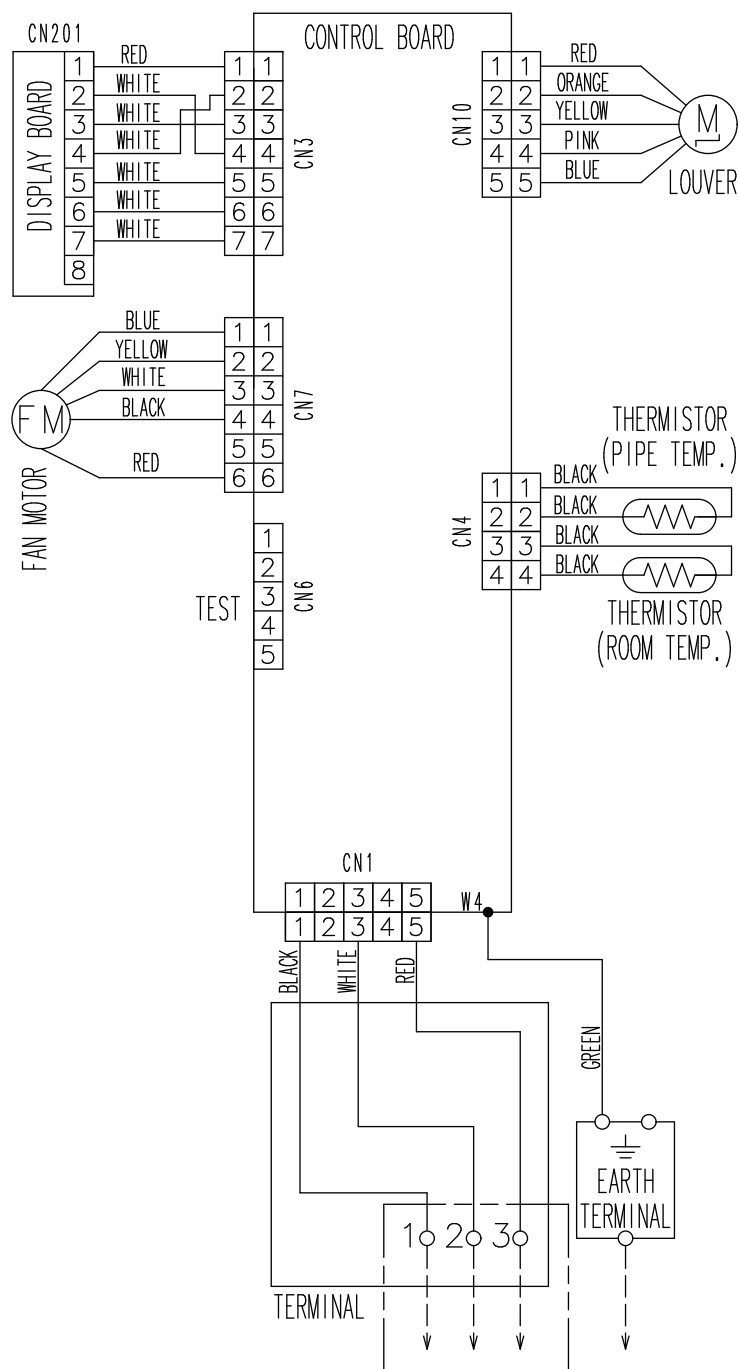 CN201
CONTROL BOARD
DISPLAY BOARD
1
2
3
4
5
6
7
8
RED
WHITE
WHITE
WHITE
WHITE
WHITE
WHITE
1 1
2 2
3 3
4 4
5 5
6 6
7 7
CN3
CN10
1 1
2 2
3 3
4 4
5 5
RED
ORANGE
YELLOW
PINK
BLUE
M
LOUVER
BLUE
YELLOW
WHITE
BLACK
RED
FM
FAN MOTOR
1 1
2 2
3 3
4 4
5 5
6 6
CN7
THERMISTOR
(PIPE TEMP.)
CN4
1 1
2 2
3 3
4 4
BLACK
BLACK
BLACK
BLACK
THERMISTOR
(ROOM TEMP.)
TEST
1
2
3
4
5
CN6
CN1
1 2 3 4 5
1 2 3 4 5
W4
BLACK
WHITE
RED
GREEN
EARTH
TERMINAL
1 2 3
TERMINAL